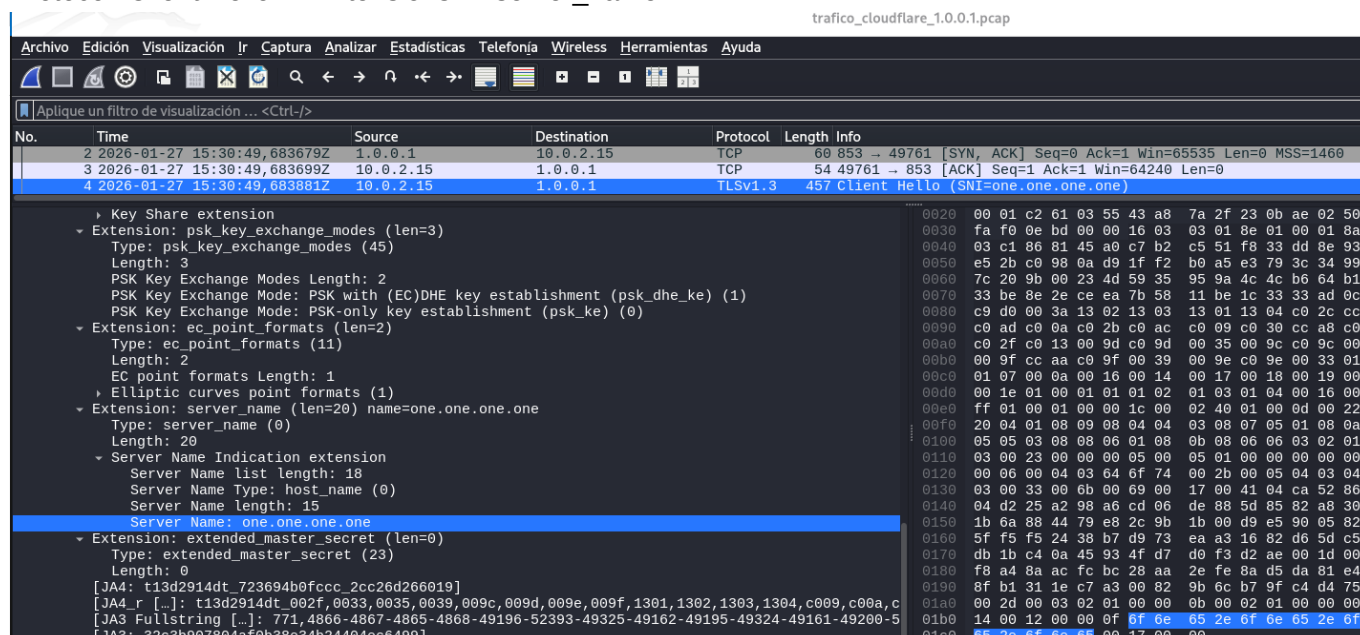 trafico_cloudflare_1.0.0.1.pcap
Archivo Edición Visualización Ir Captura Analizar Estadísticas Telefonía Wireless Herramientas Ayuda
Aplique un filtro de visualización … <Ctrl-/>
No. Time Source Destination Protocol Length Info
2 2026-01-27 15:30:49,683679Z 1.0.0.1 10.0.2.15 TCP 60 853 → 49761 [SYN, ACK] Seq=0 Ack=1 Win=65535 Len=0 MSS=1460
3 2026-01-27 15:30:49,683699Z 10.0.2.15 1.0.0.1 TCP 54 49761 → 853 [ACK] Seq=1 Ack=1 Win=64240 Len=0
4 2026-01-27 15:30:49,683881Z 10.0.2.15 1.0.0.1 TLSv1.3 457 Client Hello (SNI=one.one.one.one)
Key Share extension
Extension: psk_key_exchange_modes (len=3)
Type: psk_key_exchange_modes (45)
Length: 3
PSK Key Exchange Modes Length: 2
PSK Key Exchange Mode: PSK with (EC)DHE key establishment (psk_dhe_ke) (1)
PSK Key Exchange Mode: PSK-only key establishment (psk_ke) (0)
Extension: ec_point_formats (len=2)
Type: ec_point_formats (11)
Length: 2
EC point formats Length: 1
Elliptic curves point formats (1)
Extension: server_name (len=20) name=one.one.one.one
Type: server_name (0)
Length: 20
Server Name Indication extension
Server Name list length: 18
Server Name Type: host_name (0)
Server Name length: 15
Server Name: one.one.one.one
Extension: extended_master_secret (len=0)
Type: extended_master_secret (23)
Length: 0
[JA4: t13d2914dt_723694b0fccc_2cc26d266019]
[JA4_r […]: t13d2914dt_002f,0033,0035,0039,009c,009d,009e,009f,1301,1302,1303,1304,c009,c00a,c
[JA3 Fullstring […]: 771,4866-4867-4865-4868-49196-52393-49325-49162-49195-49324-49161-49200-5
0020 00 01 c2 61 03 55 43 a8 7a 2f 23 0b ae 02 50
0030 fa f0 0e bd 00 00 16 03 03 01 8e 01 00 01 8a
0040 03 c1 86 81 45 a0 c7 b2 c5 51 f8 33 dd 8e 93
0050 e5 2b c0 98 0a d9 1f f2 b0 a5 e3 79 3c 34 99
0060 7c 20 9b 00 23 4d 59 35 95 9a 4c 4c b6 64 b1
0070 33 be 8e 2e ce ea 7b 58 11 be 1c 33 33 ad 0c
0080 c9 d0 00 3a 13 02 13 03 13 01 13 04 c0 2c cc
0090 c0 ad c0 0a c0 2b c0 ac c0 09 c0 30 cc a8 c0
00a0 c0 2f c0 13 00 9d c0 9d 00 35 00 9c c0 9c 00
00b0 00 9f cc aa c0 9f 00 39 00 9e c0 9e 00 33 01
00c0 01 07 00 0a 00 16 00 14 00 17 00 18 00 19 00
00d0 00 1e 01 00 01 01 01 02 01 03 01 04 00 16 00
00e0 ff 01 00 01 00 00 1c 00 02 40 01 00 0d 00 22
00f0 20 04 01 08 09 08 04 04 03 08 07 05 01 08 0a
0100 05 05 03 08 08 06 01 08 0b 08 06 06 03 02 01
0110 03 00 23 00 00 00 05 00 05 01 00 00 00 00 00
0120 00 06 00 04 03 64 6f 74 00 2b 00 05 04 03 04
0130 03 00 33 00 6b 00 69 00 17 00 41 04 ca 52 86
0140 04 d2 25 a2 98 a6 cd 06 de 88 5d 85 82 a8 30
0150 1b 6a 88 44 79 e8 2c 9b 1b 00 d9 e5 90 05 82
0160 5f f5 f5 24 38 b7 d9 73 ea a3 16 82 d6 5d c5
0170 db 1b c4 0a 45 93 4f d7 d0 f3 d2 ae 00 1d 00
0180 f8 a4 8a ac fc bc 28 aa 2e fe 8a d5 da 81 e4
0190 8f b1 31 1e c7 a3 00 82 9b 6c b7 9f c4 d4 75
01a0 00 2d 00 03 02 01 00 00 00 0b 00 02 01 00 00 00
01b0 14 00 12 00 00 0f 6f 6e 65 2e 6f 6e 65 2e 6f